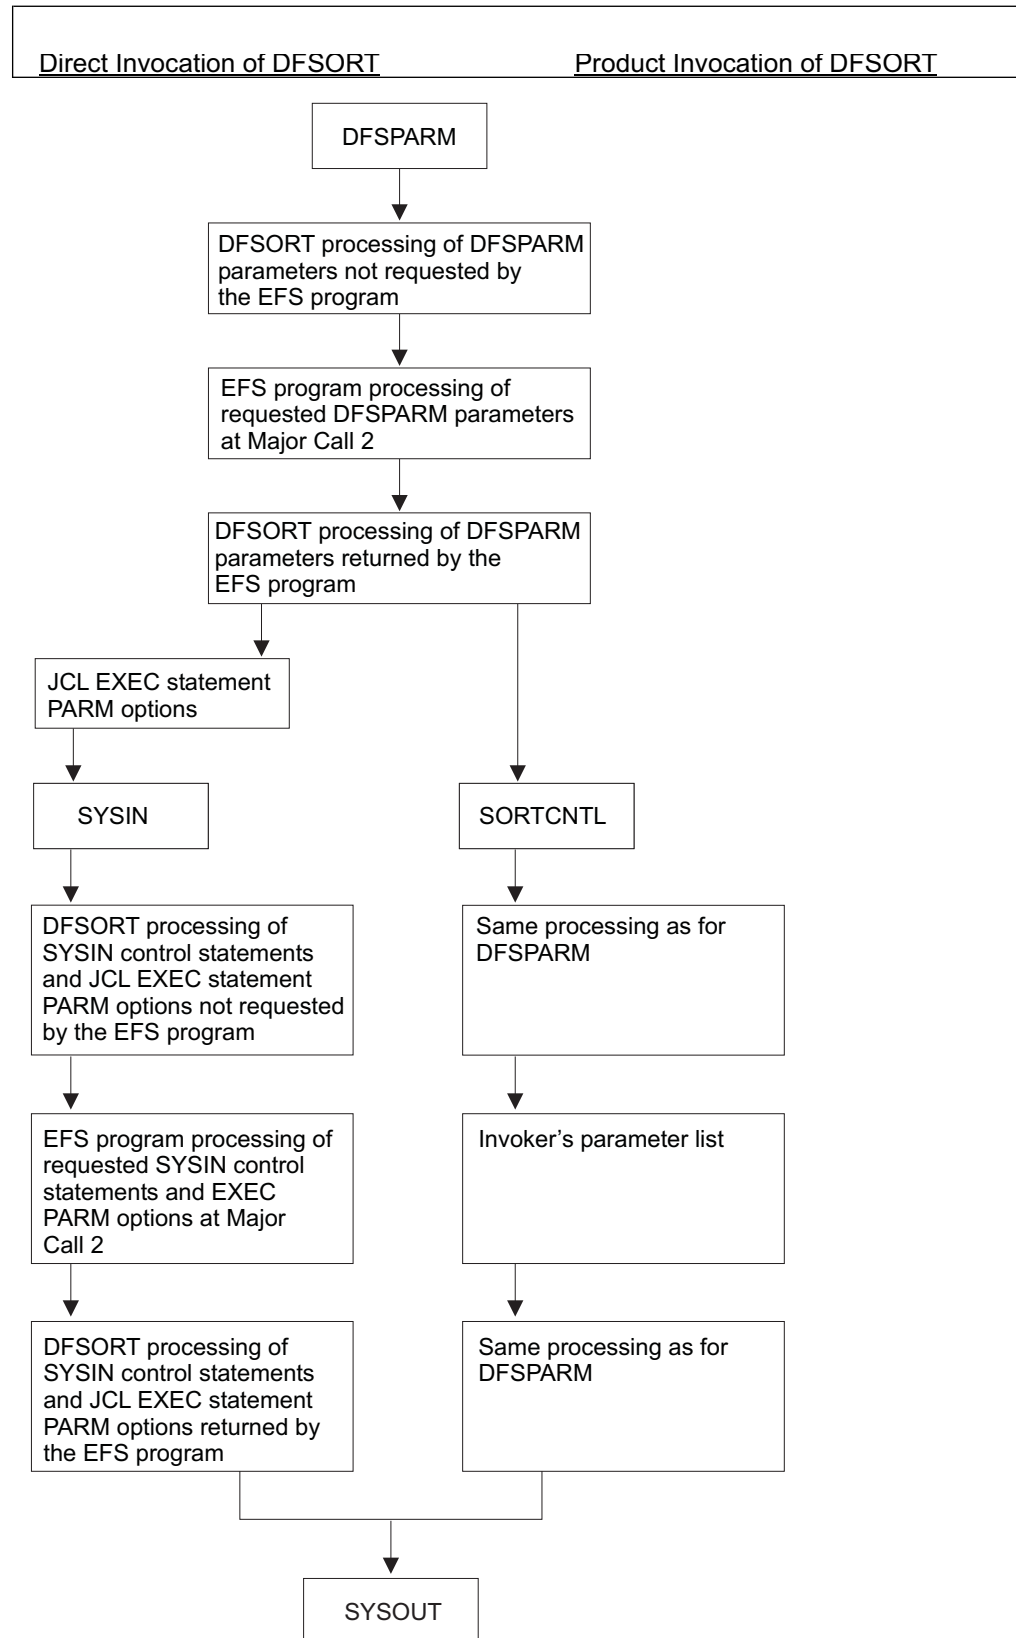 Direct Invocation of DFSORT
Product Invocation of DFSORT
DFSPARM
DFSORT processing of DFSPARM
parameters not requested by
the EFS program
EFS program processing of
requested DFSPARM parameters
at Major Call 2
DFSORT processing of DFSPARM
parameters returned by the
EFS program
JCL EXEC statement
PARM options
SYSIN
DFSORT processing of
SYSIN control statements
and JCL EXEC statement
PARM options not requested
by the EFS program
EFS program processing of
requested SYSIN control
statements and EXEC
PARM options at Major
Call 2
DFSORT processing of
SYSIN control statements
and JCL EXEC statement
PARM options returned by
the EFS program
SORTCNTL
Same processing as for
DFSPARM
Invoker's parameter list
Same processing as for
DFSPARM
SYSOUT